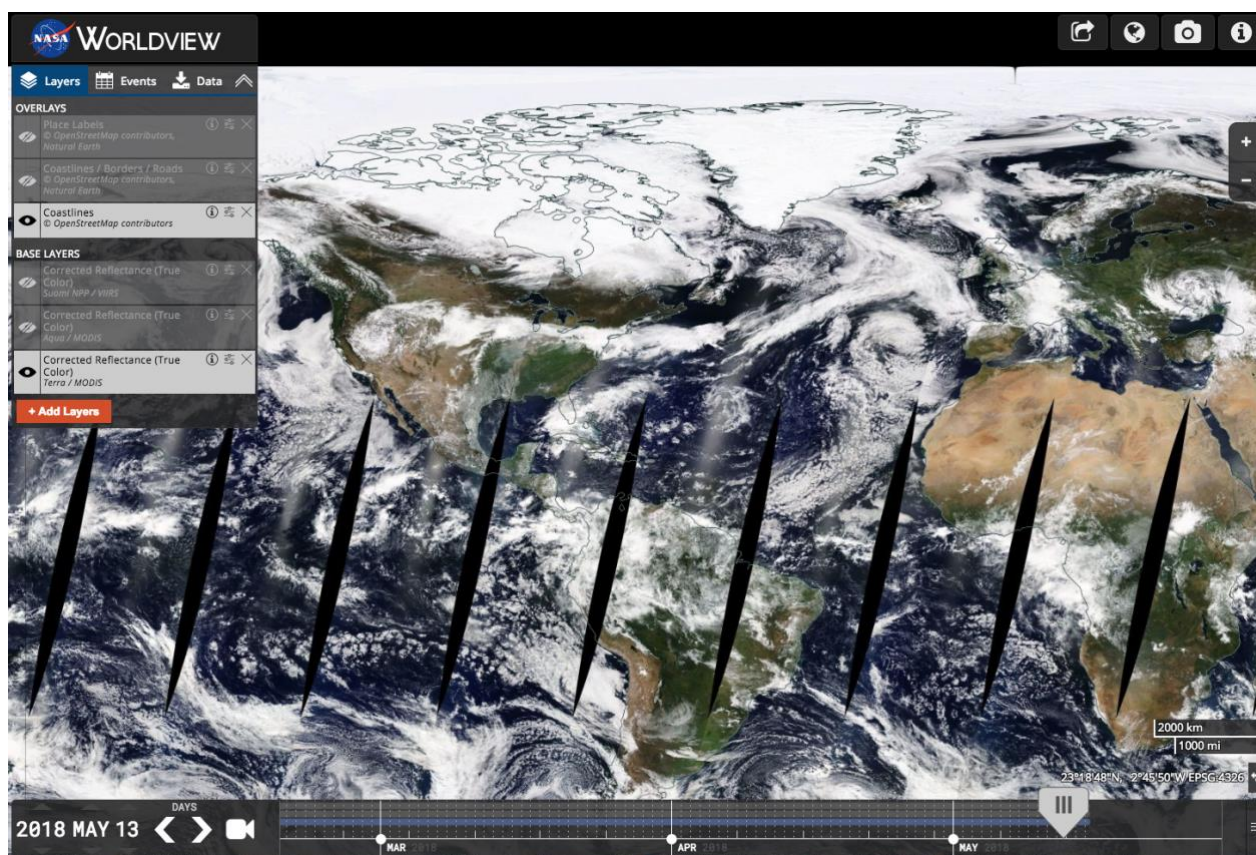 NASA WORLDVIEW
Layers Events Data
OVERLAYS
Place Labels
© OpenStreetMap contributors,
Natural Earth
Coastlines / Borders / Roads
© OpenStreetMap contributors,
Natural Earth
Coastlines
© OpenStreetMap contributors
BASE LAYERS
Corrected Reflectance (True
Color)
Suomi NPP / VIIRS
Corrected Reflectance (True
Color)
Aqua / MODIS
Corrected Reflectance (True
Color)
Terra / MODIS
+ Add Layers
+
−
2000 km
1000 mi
23°18'48"N, 2°45'50"W EPSG:4326
DAYS
2018 MAY 13
MAR 2018
APR 2018
MAY 2018